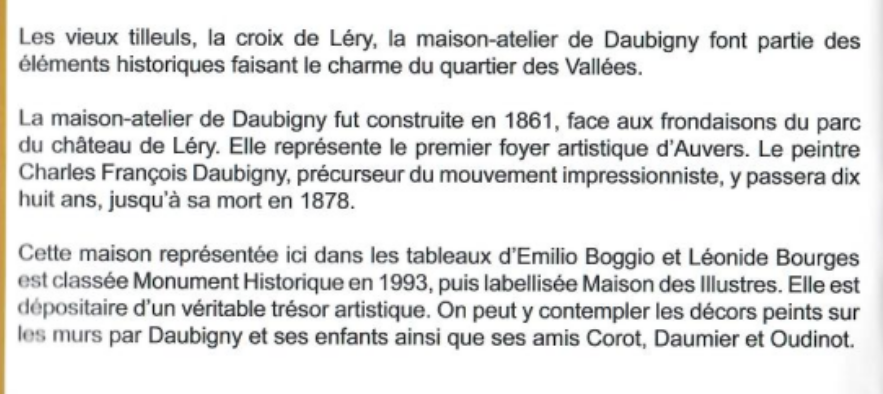 Les vieux tilleuls, la croix de Léry, la maison-atelier de Daubigny font partie des
éléments historiques faisant le charme du quartier des Vallées.
La maison-atelier de Daubigny fut construite en 1861, face aux frondaisons du parc
du château de Léry. Elle représente le premier foyer artistique d'Auvers. Le peintre
Charles François Daubigny, précurseur du mouvement impressionniste, y passera dix
huit ans, jusqu'à sa mort en 1878.
Cette maison représentée ici dans les tableaux d'Emilio Boggio et Léonide Bourges
est classée Monument Historique en 1993, puis labellisée Maison des Illustres. Elle est
dépositaire d'un véritable trésor artistique. On peut y contempler les décors peints sur
les murs par Daubigny et ses enfants ainsi que ses amis Corot, Daumier et Oudinot.